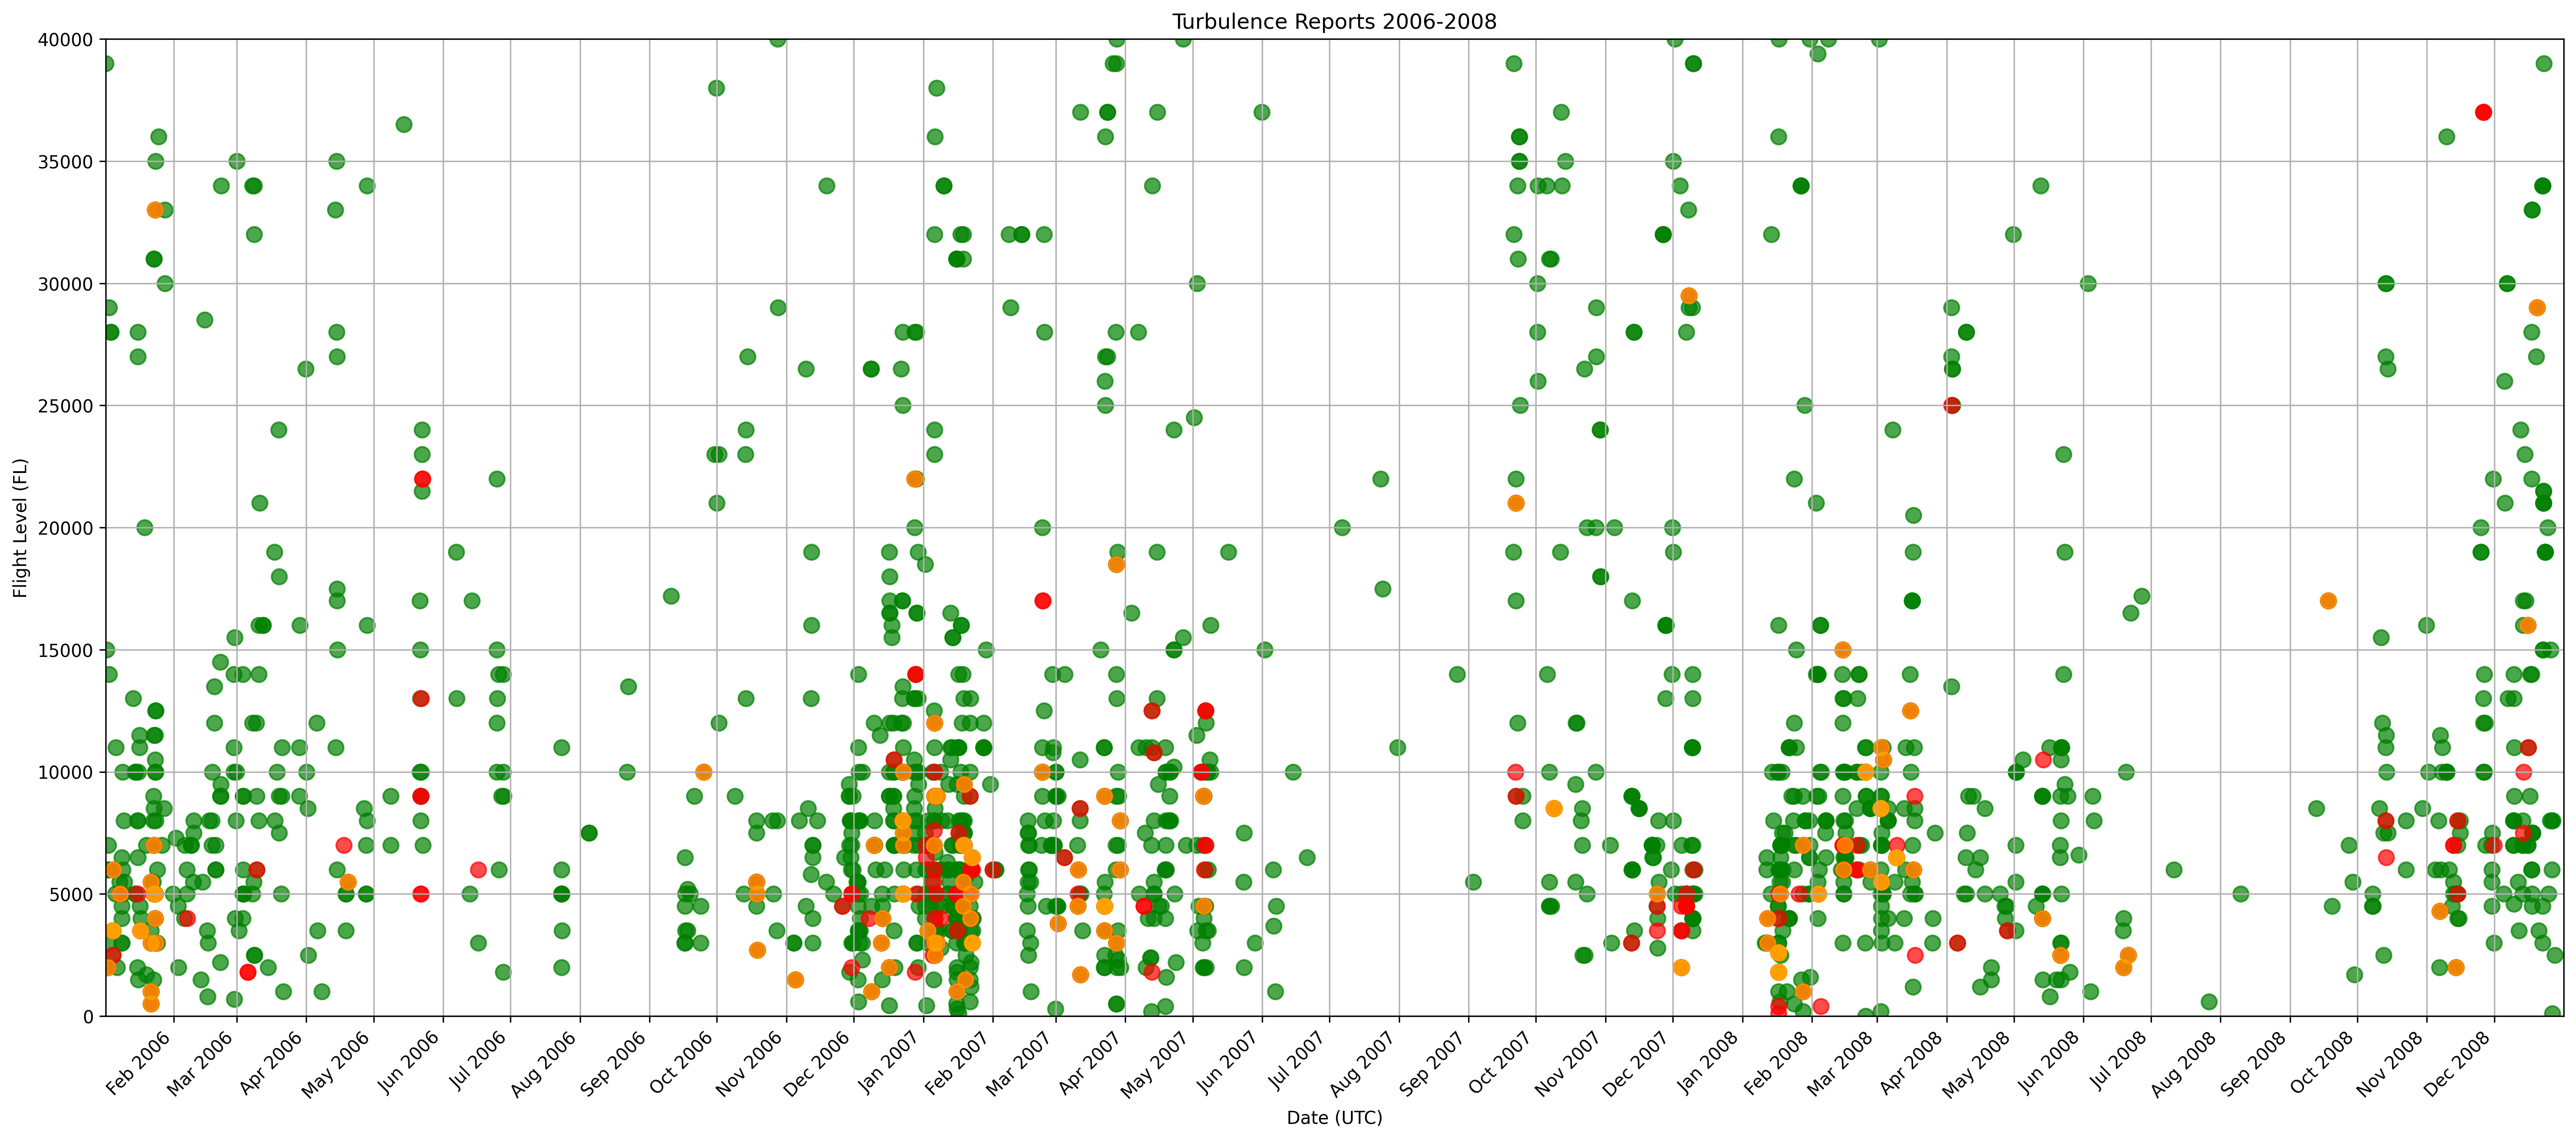 Turbulence Reports 2006-2008
Flight Level (FL)
40000
35000
30000
25000
20000
15000
10000
5000
0
Feb 2006
Mar 2006
Apr 2006
May 2006
Jun 2006
Jul 2006
Aug 2006
Sep 2006
Oct 2006
Nov 2006
Dec 2006
Jan 2007
Feb 2007
Mar 2007
Apr 2007
May 2007
Jun 2007
Jul 2007
Aug 2007
Sep 2007
Oct 2007
Nov 2007
Dec 2007
Jan 2008
Feb 2008
Mar 2008
Apr 2008
May 2008
Jun 2008
Jul 2008
Aug 2008
Sep 2008
Oct 2008
Nov 2008
Dec 2008
Date (UTC)